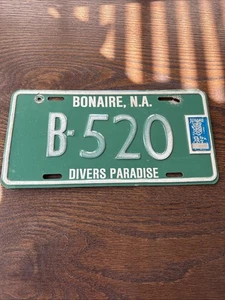 BONAIRE, N.A.
B-520
DIVERS PARADISE